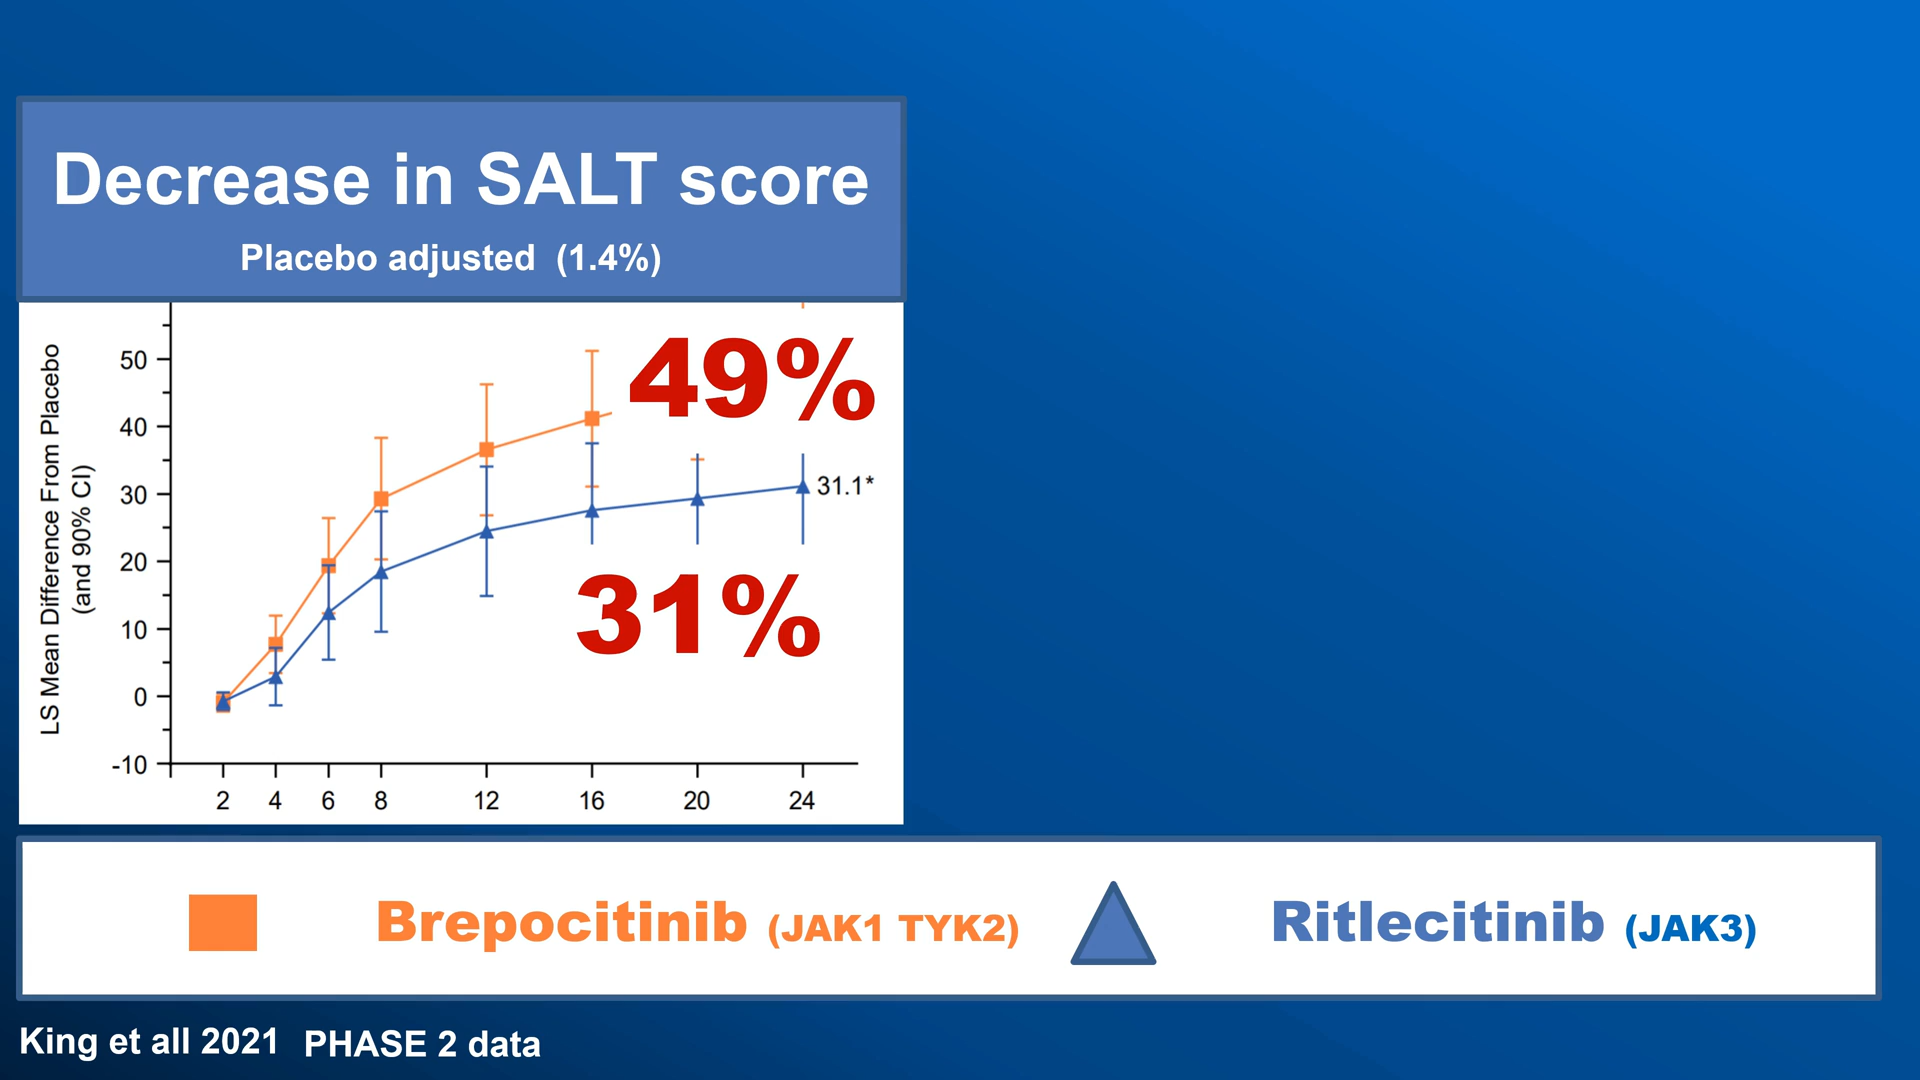 Decrease in SALT score
Placebo adjusted (1.4%)
LS Mean Difference From Placebo
(and 90% CI)
50
40
30
20
10
0
-10
49%
31.1*
31%
2 4 6 8 12 16 20 24
Brepocitinib (JAK1 TYK2)
Ritlecitinib (JAK3)
King et all 2021 PHASE 2 data